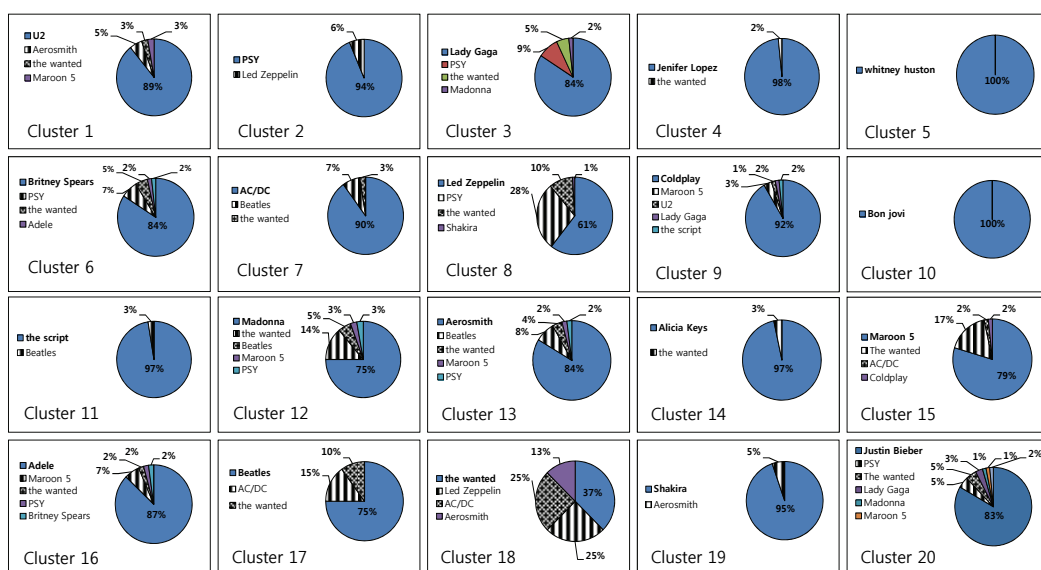 U2
Aerosmith
the wanted
Maroon 5
5%
3%
3%
89%
Cluster 1
PSY
Led Zeppelin
6%
94%
Cluster 2
Lady Gaga
PSY
the wanted
Madonna
9%
5%
2%
84%
Cluster 3
Jenifer Lopez
the wanted
2%
98%
Cluster 4
whitney huston
100%
Cluster 5
Britney Spears
PSY
the wanted
Adele
7%
5%
2%
2%
84%
Cluster 6
AC/DC
Beatles
the wanted
7%
3%
90%
Cluster 7
Led Zeppelin
PSY
the wanted
Shakira
28%
10%
1%
61%
Cluster 8
Coldplay
Maroon 5
U2
Lady Gaga
the script
3%
1%
2%
2%
92%
Cluster 9
Bon jovi
100%
Cluster 10
the script
Beatles
3%
97%
Cluster 11
Madonna
the wanted
Beatles
Maroon 5
PSY
14%
5%
3%
3%
75%
Cluster 12
Aerosmith
Beatles
the wanted
Maroon 5
PSY
8%
4%
2%
2%
84%
Cluster 13
Alicia Keys
the wanted
3%
97%
Cluster 14
Maroon 5
The wanted
AC/DC
Coldplay
17%
2%
2%
79%
Cluster 15
Adele
Maroon 5
the wanted
PSY
Britney Spears
7%
2%
2%
2%
87%
Cluster 16
Beatles
AC/DC
the wanted
15%
10%
75%
Cluster 17
the wanted
Led Zeppelin
AC/DC
Aerosmith
13%
25%
37%
25%
Cluster 18
Shakira
Aerosmith
5%
95%
Cluster 19
Justin Bieber
PSY
The wanted
Lady Gaga
Madonna
Maroon 5
5%
5%
3%
1%
1%
2%
83%
Cluster 20